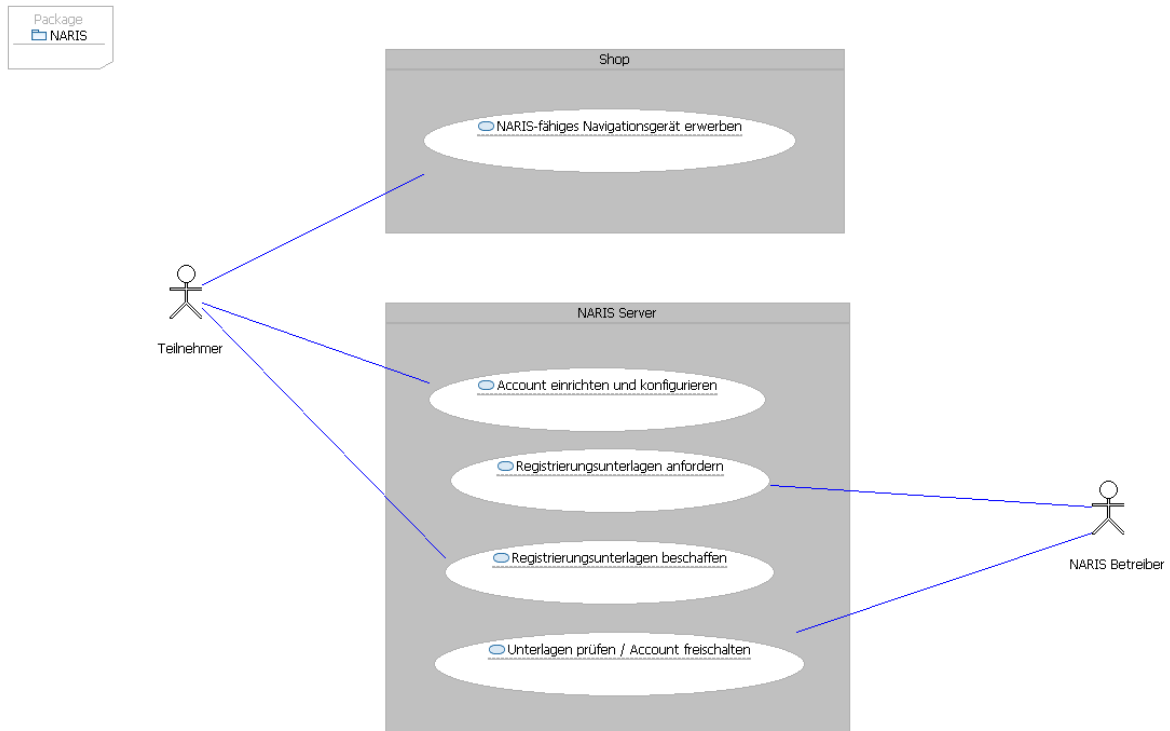 Package
NARIS
Shop
NARIS-fähiges Navigationsgerät erwerben
Teilnehmer
NARIS Server
Account einrichten und konfigurieren
Registrierungsunterlagen anfordern
Registrierungsunterlagen beschaffen
NARIS Betreiber
Unterlagen prüfen / Account freischalten